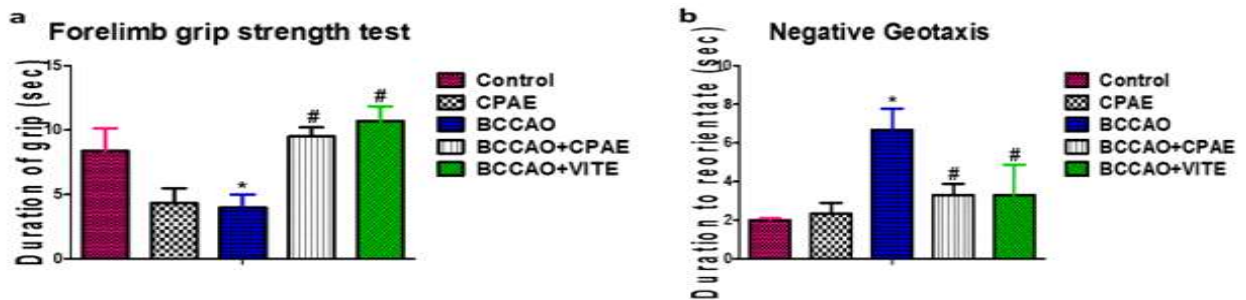 a
Forelimb grip strength test
Duration of grip (sec)
15
10
5
0
*
#
#
Control
CPAE
BCCAO
BCCAO+CPAE
BCCAO+VITE
b
Negative Geotaxis
Duration to reorientate (sec)
10
8
6
4
2
0
*
#
#
Control
CPAE
BCCAO
BCCAO+CPAE
BCCAO+VITE